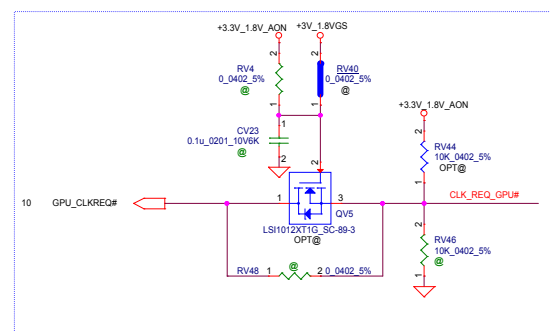 +3.3V_1.8V_AON
+3V_1.8VGS
2
2
RV4
0_0402_5%
@
RV40
0_0402_5%
@
1
1
+3.3V_1.8V_AON
1
CV23
0.1u_0201_10V6K
@
2
2
2
RV44
10K_0402_5%
OPT@
1
10
GPU_CLKREQ#
1
3
CLK_REQ_GPU#
QV5
LSI1012XT1G_SC-89-3
OPT@
2
RV46
10K_0402_5%
@
1
@
RV48
1
2
0_0402_5%